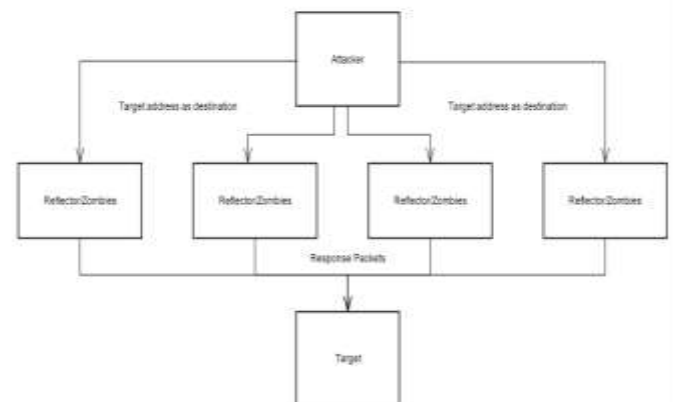 Attacker
Target address as destination
Target address as destination
Reflector/Zombies
Reflector/Zombies
Reflector/Zombies
Reflector/Zombies
Response Packets
Target